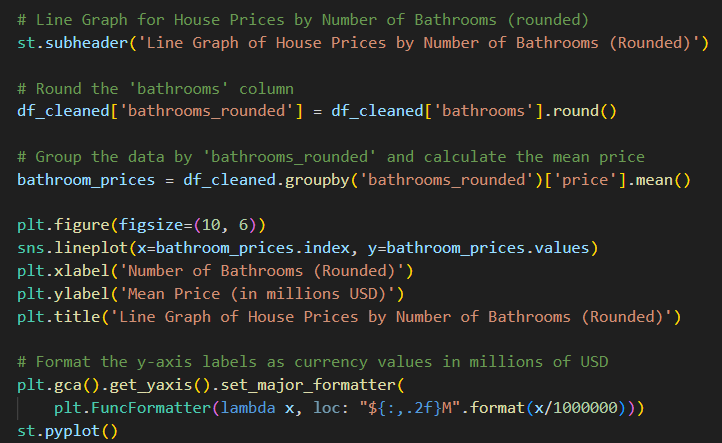 # Line Graph for House Prices by Number of Bathrooms (rounded)
st.subheader('Line Graph of House Prices by Number of Bathrooms (Rounded)')
# Round the 'bathrooms' column
df_cleaned['bathrooms_rounded'] = df_cleaned['bathrooms'].round()
# Group the data by 'bathrooms_rounded' and calculate the mean price
bathroom_prices = df_cleaned.groupby('bathrooms_rounded')['price'].mean()
plt.figure(figsize=(10, 6))
sns.lineplot(x=bathroom_prices.index, y=bathroom_prices.values)
plt.xlabel('Number of Bathrooms (Rounded)')
plt.ylabel('Mean Price (in millions USD)')
plt.title('Line Graph of House Prices by Number of Bathrooms (Rounded)')
# Format the y-axis labels as currency values in millions of USD
plt.gca().get_yaxis().set_major_formatter(
    plt.FuncFormatter(lambda x, loc: "${:,.2f}M".format(x/1000000)))
st.pyplot()